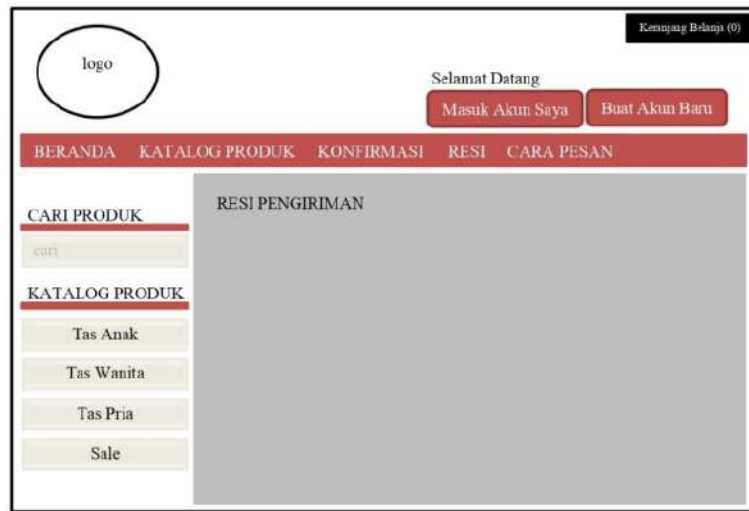 Keranjang Belanja (0)
logo
Selamat Datang
Masuk Akun Saya
Buat Akun Baru
BERANDA KATALOG PRODUK KONFIRMASI RESI CARA PESAN
CARI PRODUK
RESI PENGIRIMAN
cari
KATALOG PRODUK
Tas Anak
Tas Wanita
Tas Pria
Sale